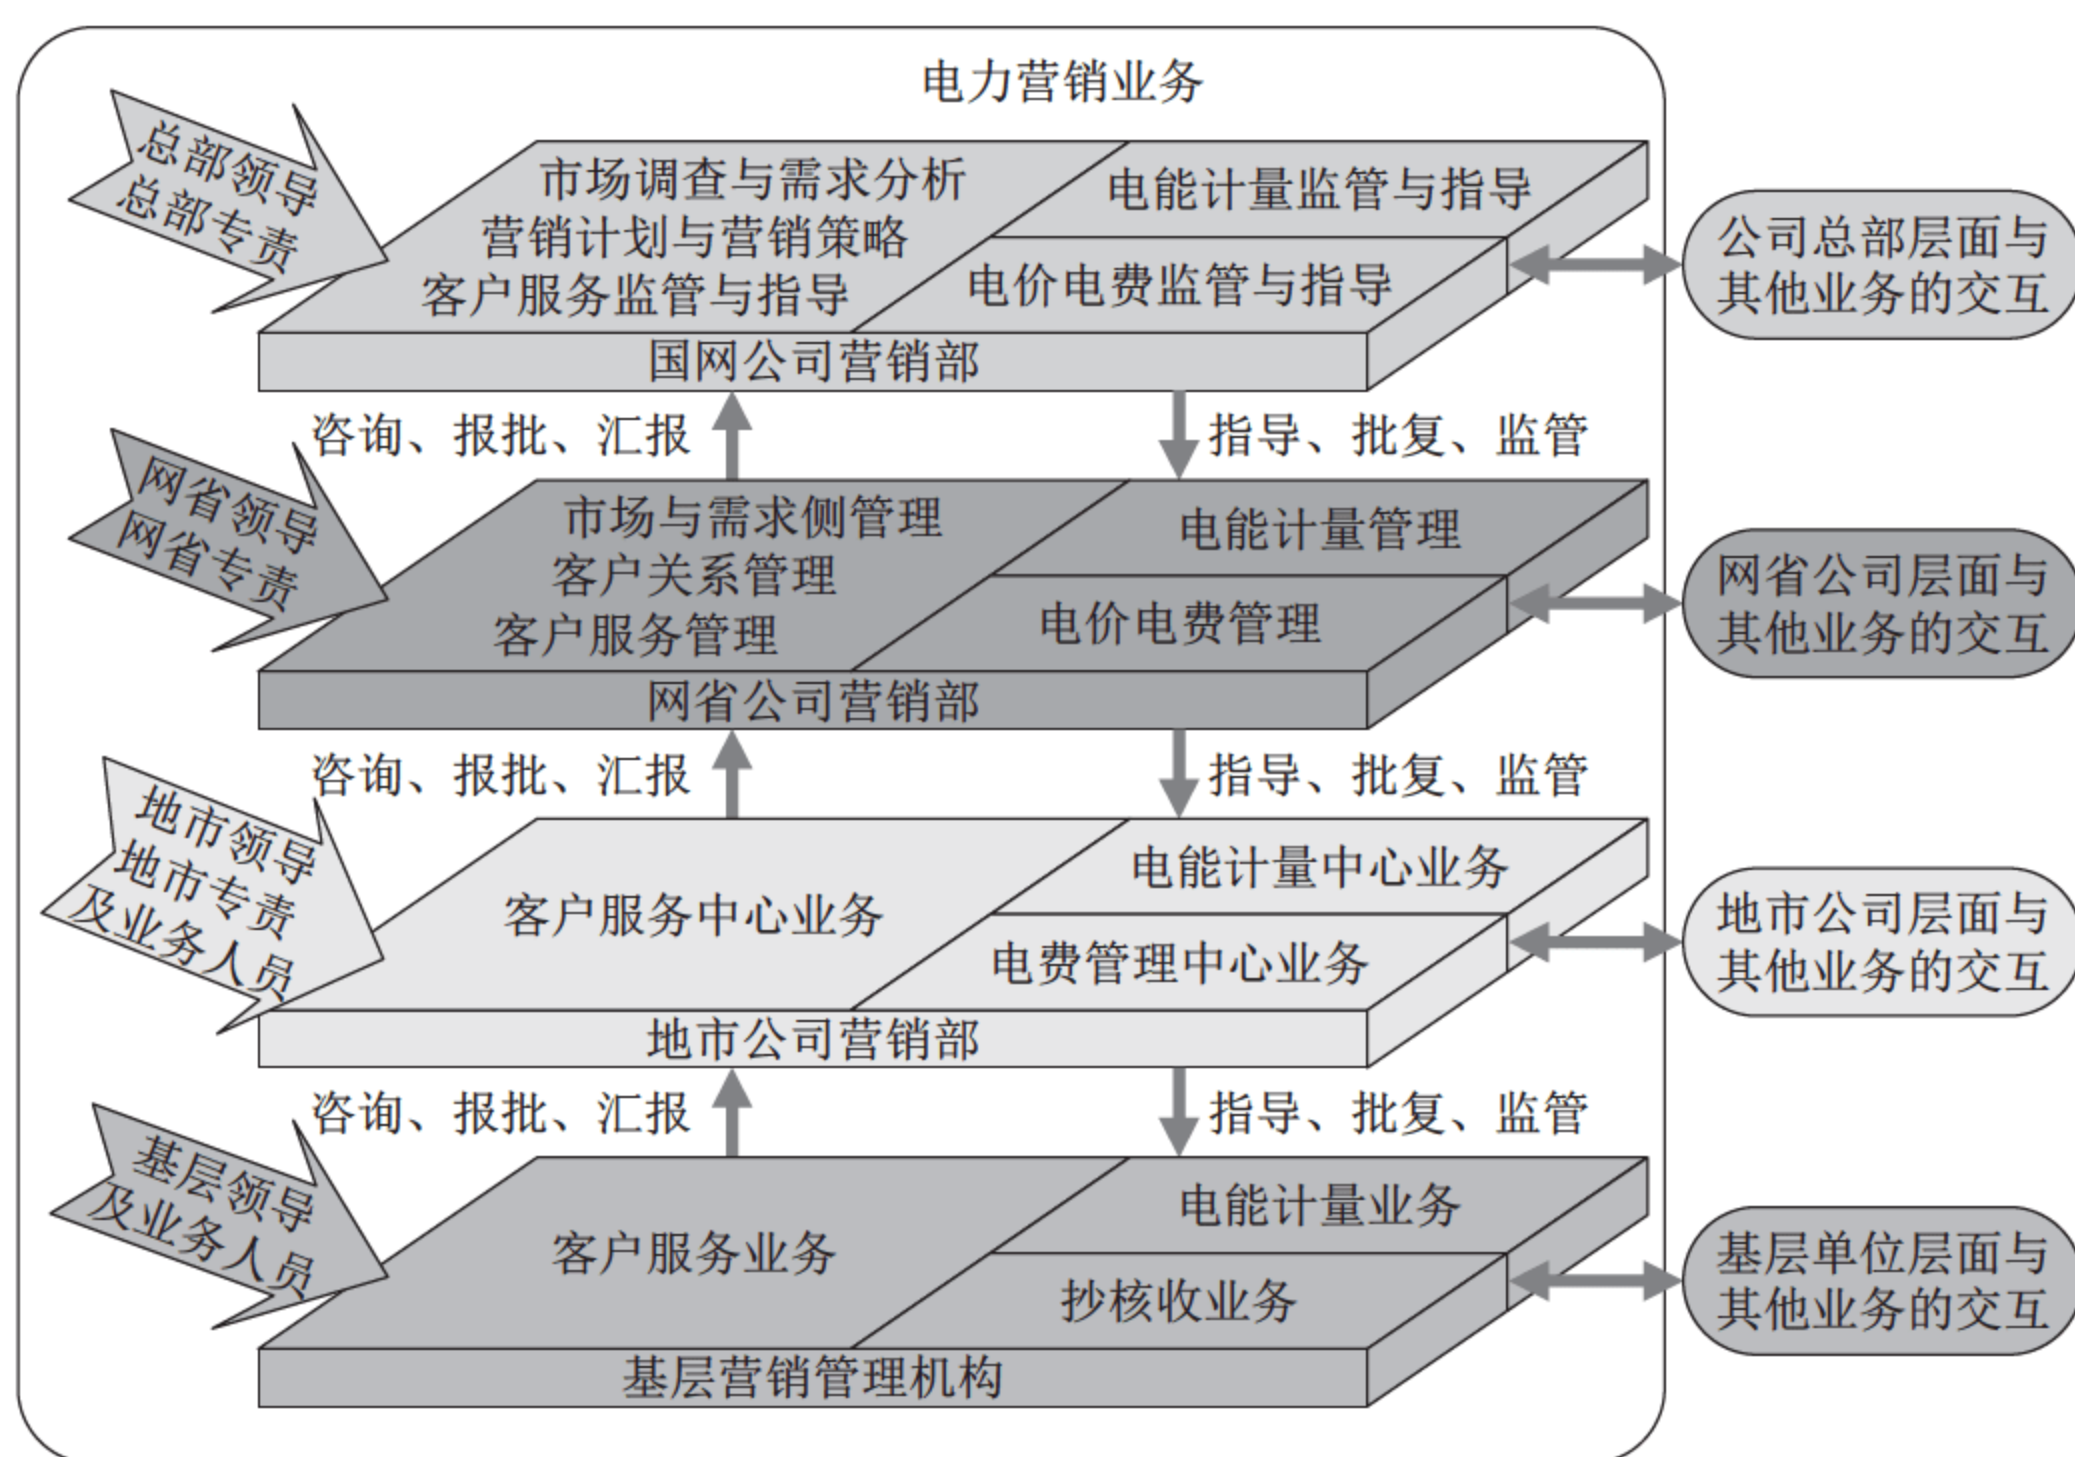 电力营销业务
总部领导
总部专责
市场调查与需求分析
营销计划与营销策略
客户服务监管与指导
电能计量监管与指导
电价电费监管与指导
国网公司营销部
公司总部层面与
其他业务的交互
咨询、报批、汇报
指导、批复、监管
网省领导
网省专责
市场与需求侧管理
客户关系管理
客户服务管理
电能计量管理
电价电费管理
网省公司营销部
网省公司层面与
其他业务的交互
咨询、报批、汇报
指导、批复、监管
地市领导
地市专责
及业务人员
客户服务中心业务
电能计量中心业务
电费管理中心业务
地市公司营销部
地市公司层面与
其他业务的交互
咨询、报批、汇报
指导、批复、监管
基层领导
及业务人员
客户服务业务
电能计量业务
抄核收业务
基层营销管理机构
基层单位层面与
其他业务的交互